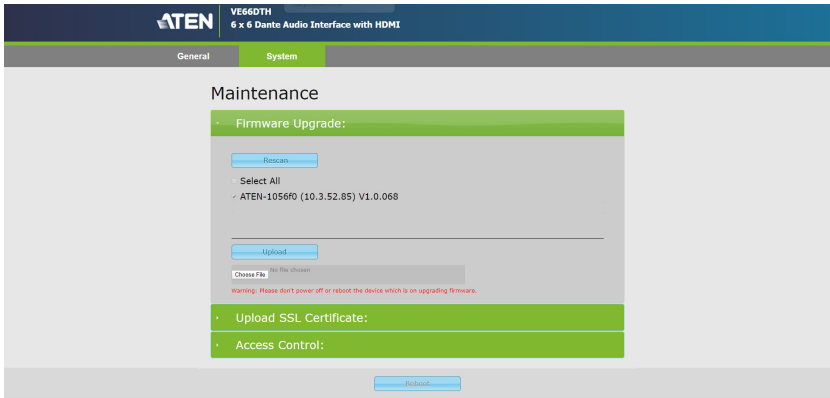 ATEN
VE66DTH
6 x 6 Dante Audio Interface with HDMI
General
System
Maintenance
Firmware Upgrade:
Rescan
Select All
ATEN-1056f0 (10.3.52.85) V1.0.068
Upload
Choose File No file chosen
Warning! Please don't power off or reboot the device which is on upgrading firmware.
Upload SSL Certificate:
Access Control:
Reboot